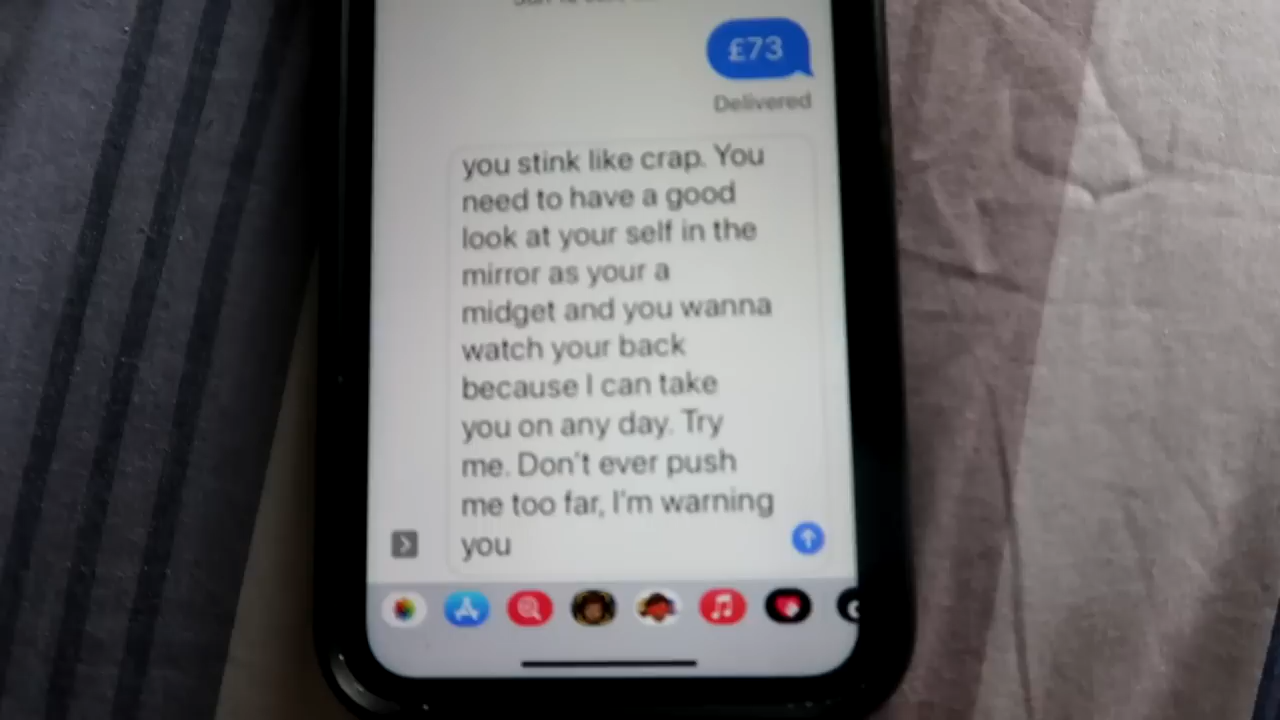 £73
Delivered
you stink like crap. You
need to have a good
look at your self in the
mirror as your a
midget and you wanna
watch your back
because I can take
you on any day. Try
me. Don't ever push
me too far, I'm warning
you